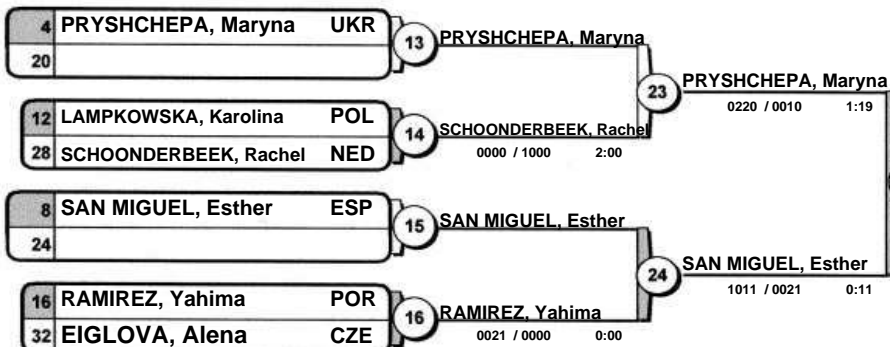 4 PRYSHCHEPA, Maryna UKR
20
13 PRYSHCHEPA, Maryna
12 LAMPKOWSKA, Karolina POL
28 SCHOONDERBEEK, Rachel NED
14 SCHOONDERBEEK, Rachel
0000 / 1000 2:00
23 PRYSHCHEPA, Maryna
0220 / 0010 1:19
8 SAN MIGUEL, Esther ESP
24
15 SAN MIGUEL, Esther
16 RAMIREZ, Yahima POR
32 EIGLOVA, Alena CZE
16 RAMIREZ, Yahima
0021 / 0000 0:00
24 SAN MIGUEL, Esther
1011 / 0021 0:11